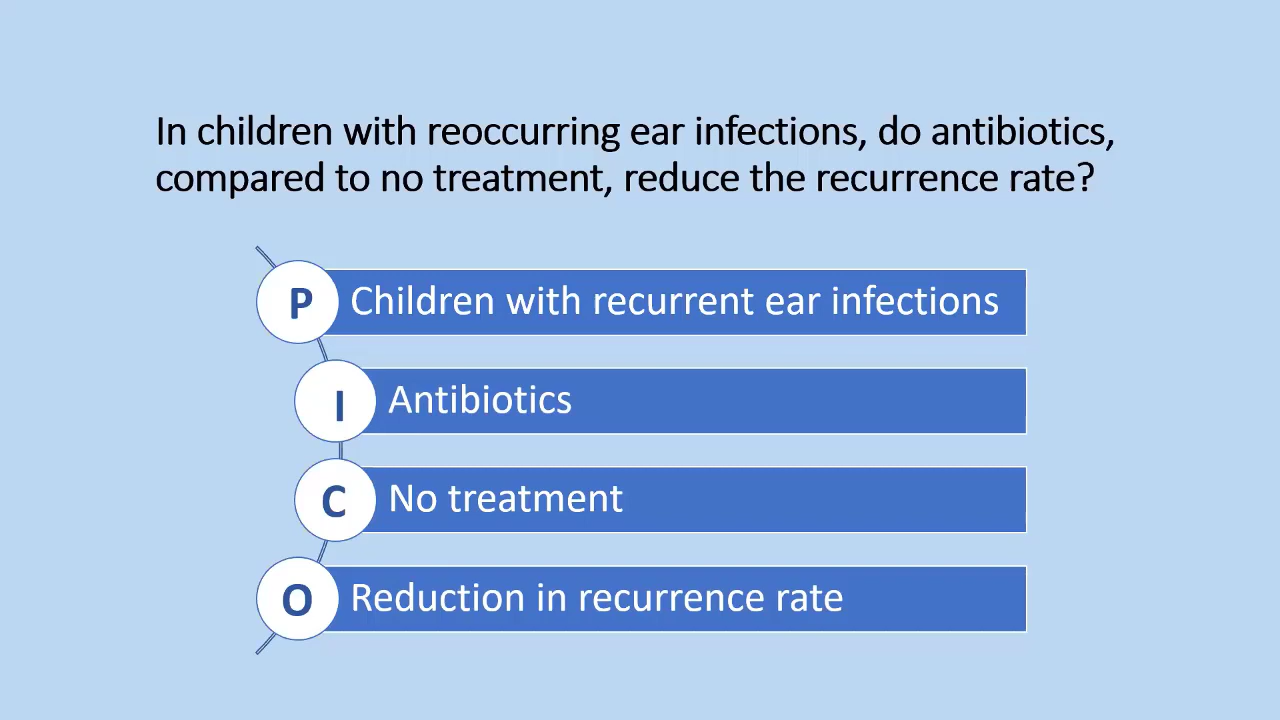 In children with reoccurring ear infections, do antibiotics,
compared to no treatment, reduce the recurrence rate?
P Children with recurrent ear infections
I Antibiotics
C No treatment
O Reduction in recurrence rate